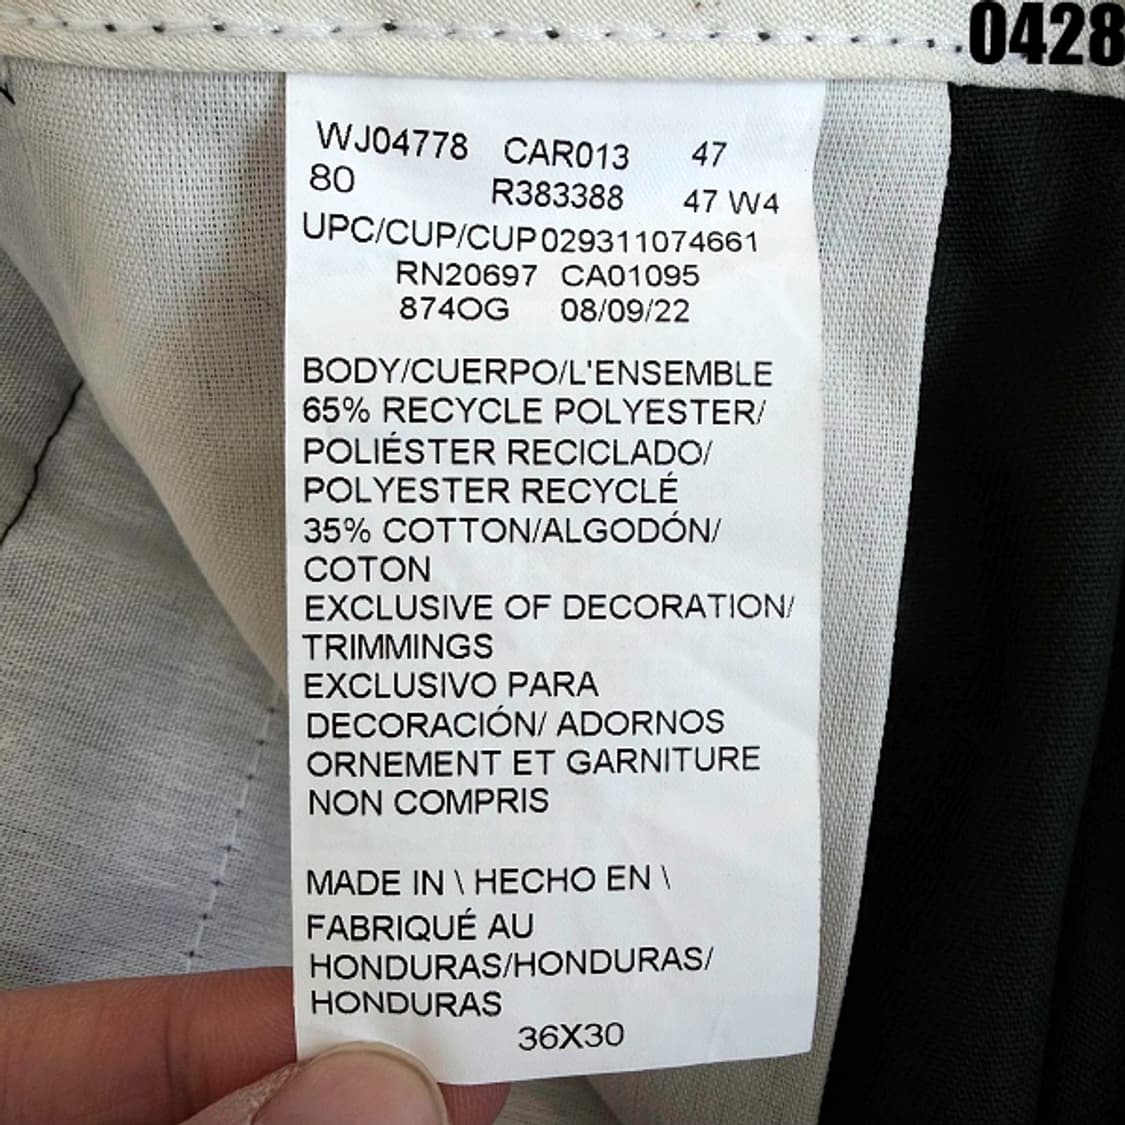 0428
WJ04778 CAR013 47
80 R383388 47 W4
UPC/CUP/CUP029311074661
RN20697 CA01095
874OG 08/09/22
BODY/CUERPO/L'ENSEMBLE
65% RECYCLE POLYESTER/
POLIÉSTER RECICLADO/
POLYESTER RECYCLÉ
35% COTTON/ALGODÓN/
COTON
EXCLUSIVE OF DECORATION/
TRIMMINGS
EXCLUSIVO PARA
DECORACIÓN/ ADORNOS
ORNEMENT ET GARNITURE
NON COMPRIS
MADE IN \ HECHO EN \
FABRIQUÉ AU
HONDURAS/HONDURAS/
HONDURAS
36X30